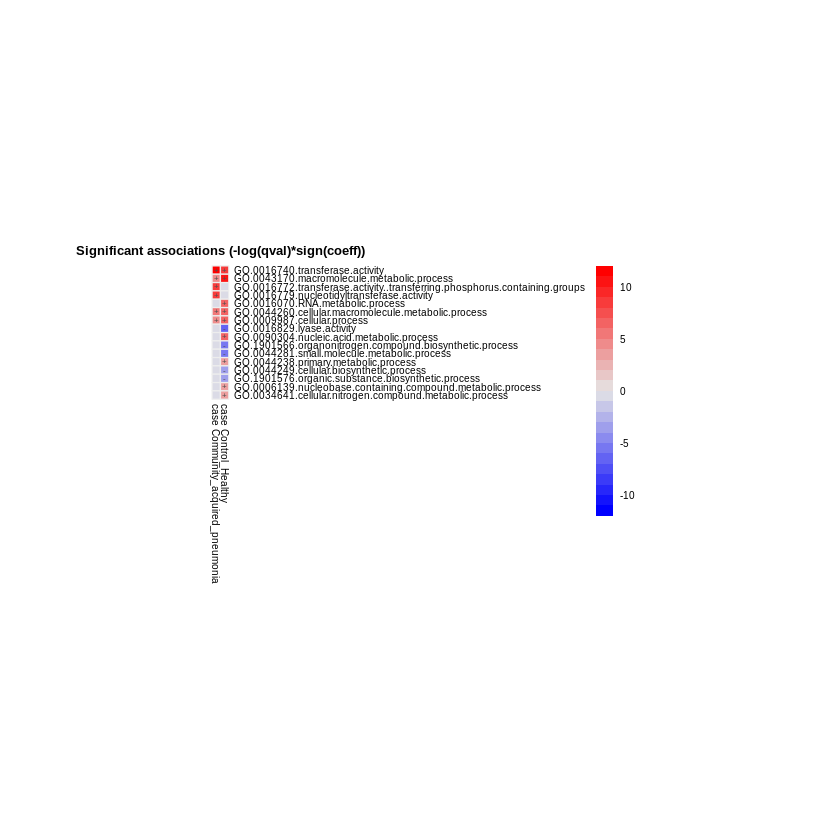 Significant associations (-log(qval)*sign(coeff))
GO.0016740.transferase.activity
GO.0043170.macromolecule.metabolic.process
GO.0016772.transferase.activity..transferring.phosphorus.containing.groups
GO.0016779.nucleotidyltransferase.activity
GO.0016070.RNA.metabolic.process
GO.0044260.cellular.macromolecule.metabolic.process
GO.0009987.cellular.process
GO.0016829.lyase.activity
GO.0090304.nucleic.acid.metabolic.process
GO.1901566.organonitrogen.compound.biosynthetic.process
GO.0044281.small.molecule.metabolic.process
GO.0044238.primary.metabolic.process
GO.0044249.cellular.biosynthetic.process
GO.1901576.organic.substance.biosynthetic.process
GO.0006139.nucleobase.containing.compound.metabolic.process
GO.0034641.cellular.nitrogen.compound.metabolic.process
case Community_acquired_pneumonia
case Control_Healthy
10
5
0
-5
-10